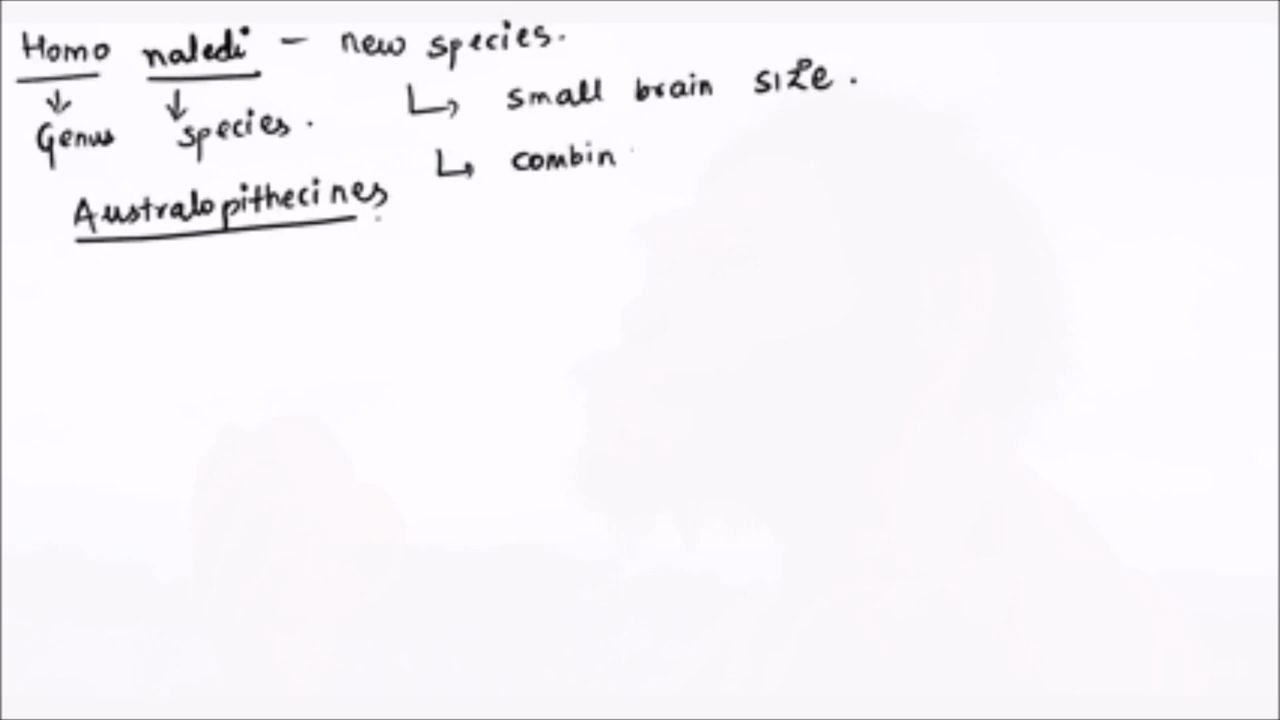 Homo naledi - new species.
↓ ↓ ↳ small brain size.
Genus species.
↳ combin
Australopithecines